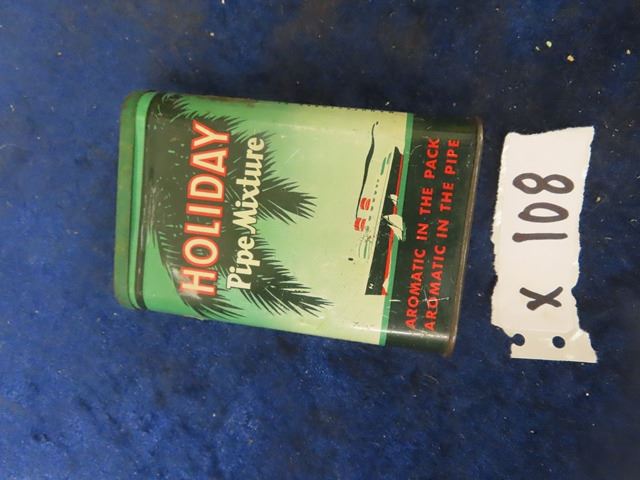 HOLIDAY
Pipe Mixture
AROMATIC IN THE PACK
AROMATIC IN THE PIPE
X 108